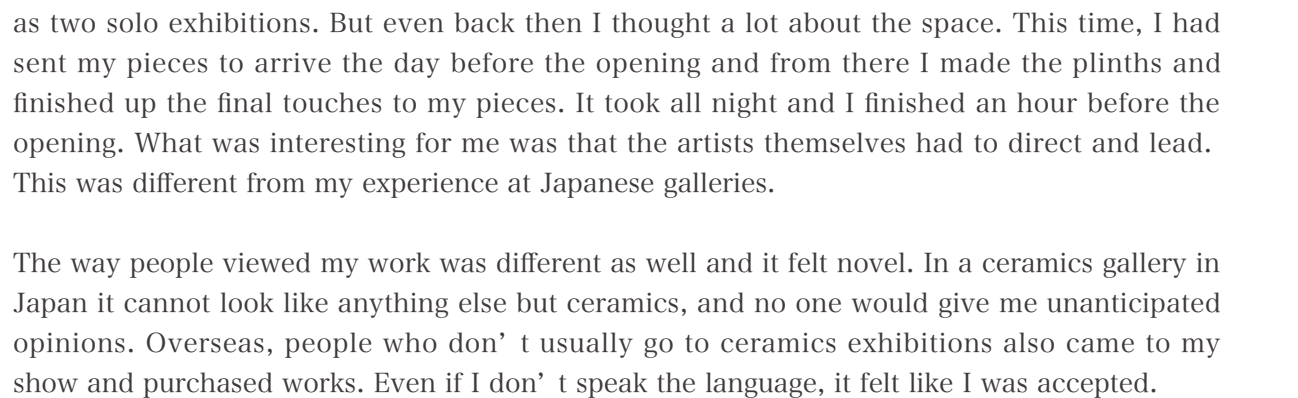 as two solo exhibitions. But even back then I thought a lot about the space. This time, I had
sent my pieces to arrive the day before the opening and from there I made the plinths and
finished up the final touches to my pieces. It took all night and I finished an hour before the
opening. What was interesting for me was that the artists themselves had to direct and lead.
This was different from my experience at Japanese galleries.

The way people viewed my work was different as well and it felt novel. In a ceramics gallery in
Japan it cannot look like anything else but ceramics, and no one would give me unanticipated
opinions. Overseas, people who don’ t usually go to ceramics exhibitions also came to my
show and purchased works. Even if I don’ t speak the language, it felt like I was accepted.